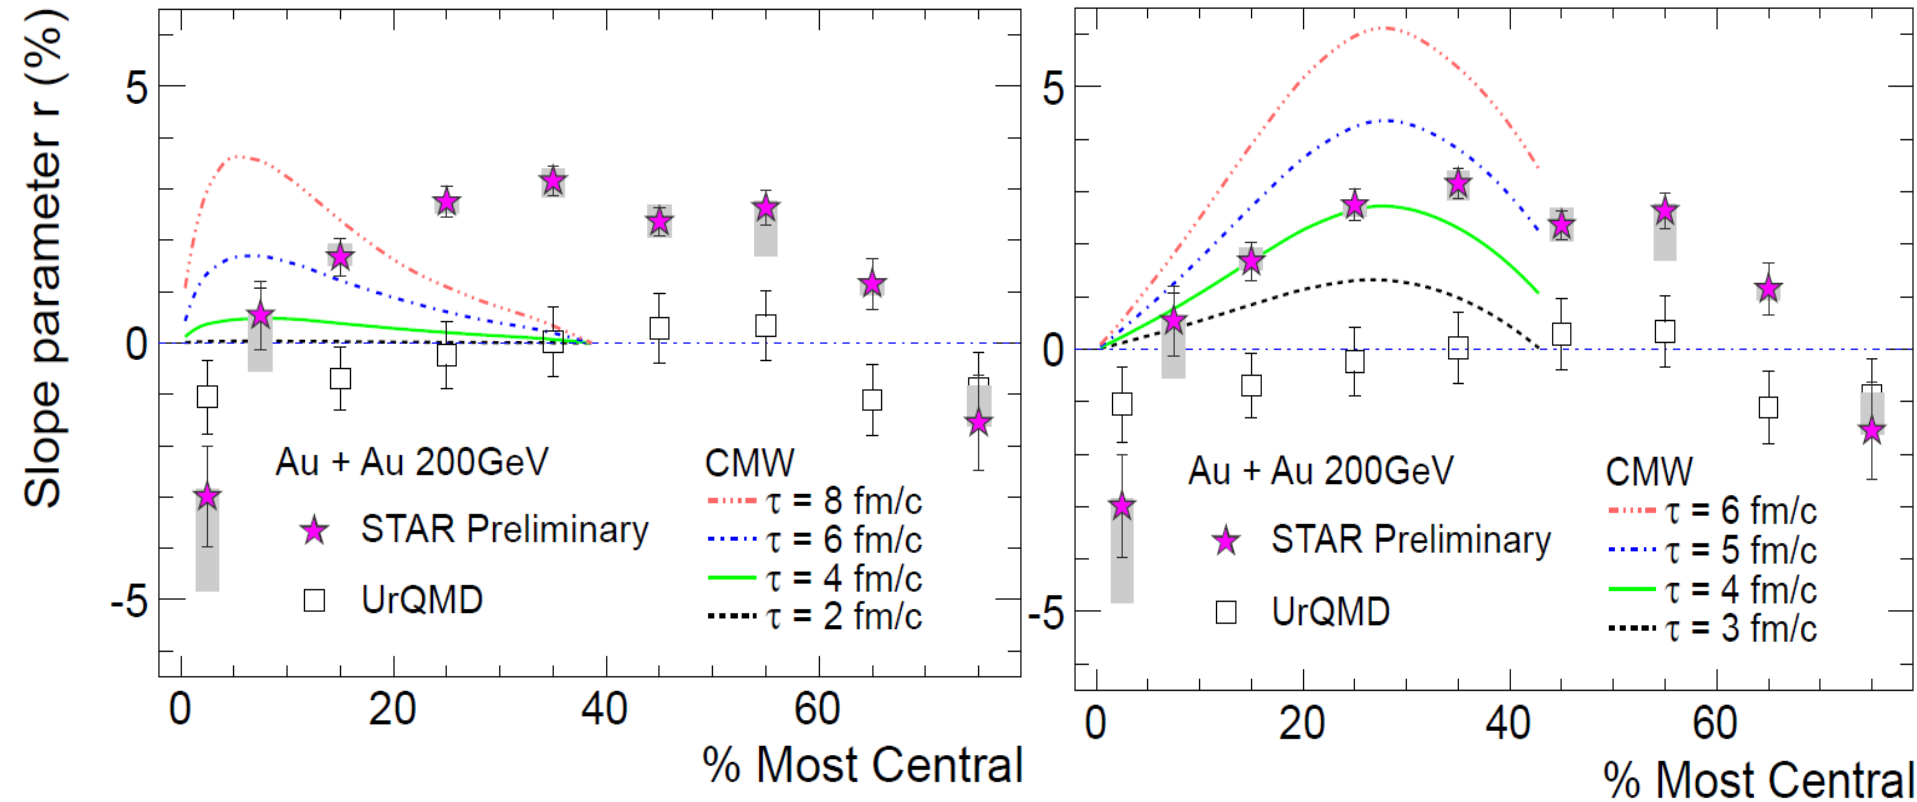 Slope parameter r (%)
5
0
-5
Au + Au 200GeV
STAR Preliminary
UrQMD
CMW
τ = 8 fm/c
τ = 6 fm/c
τ = 4 fm/c
τ = 2 fm/c
0 20 40 60
% Most Central
5
0
-5
Au + Au 200GeV
STAR Preliminary
UrQMD
CMW
τ = 6 fm/c
τ = 5 fm/c
τ = 4 fm/c
τ = 3 fm/c
0 20 40 60
% Most Central